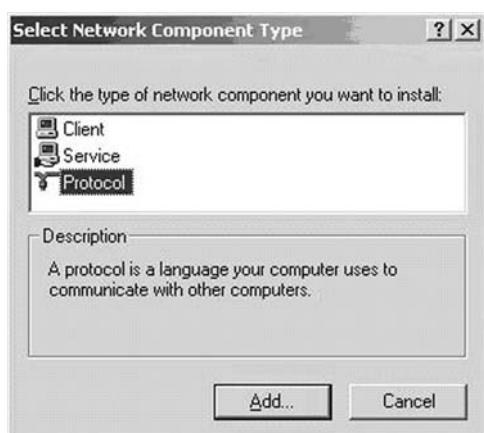 Select Network Component Type
Click the type of network component you want to install:
Client
Service
Protocol
Description
A protocol is a language your computer uses to
communicate with other computers.
Add...
Cancel